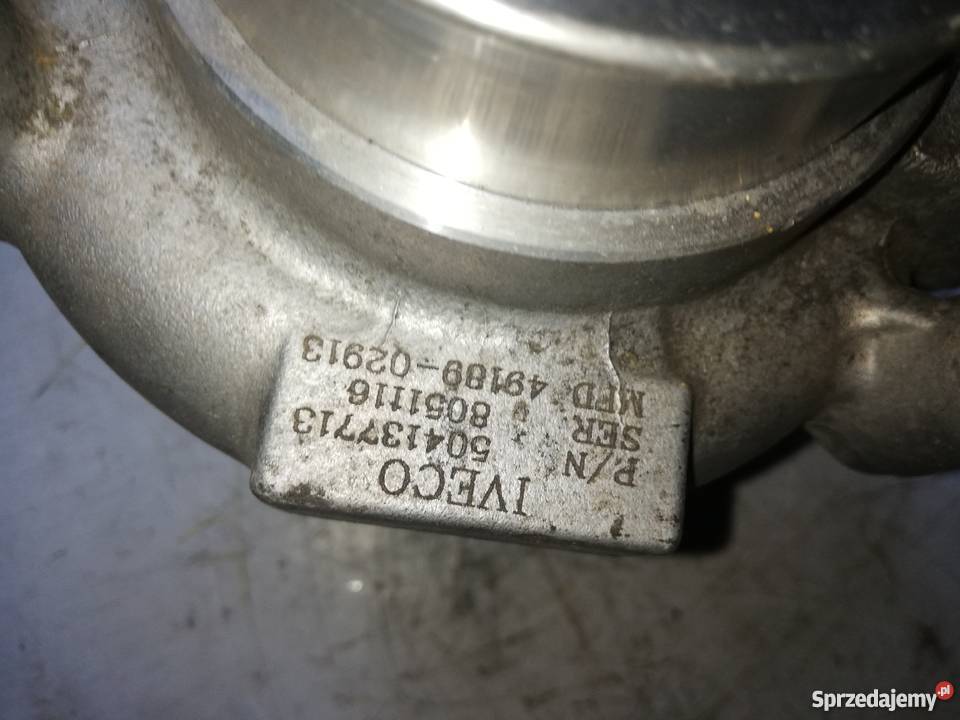 IVECO
P/N 504137713
SER. 8051116
MFD 49189-02913
Sprzedajemy.pl